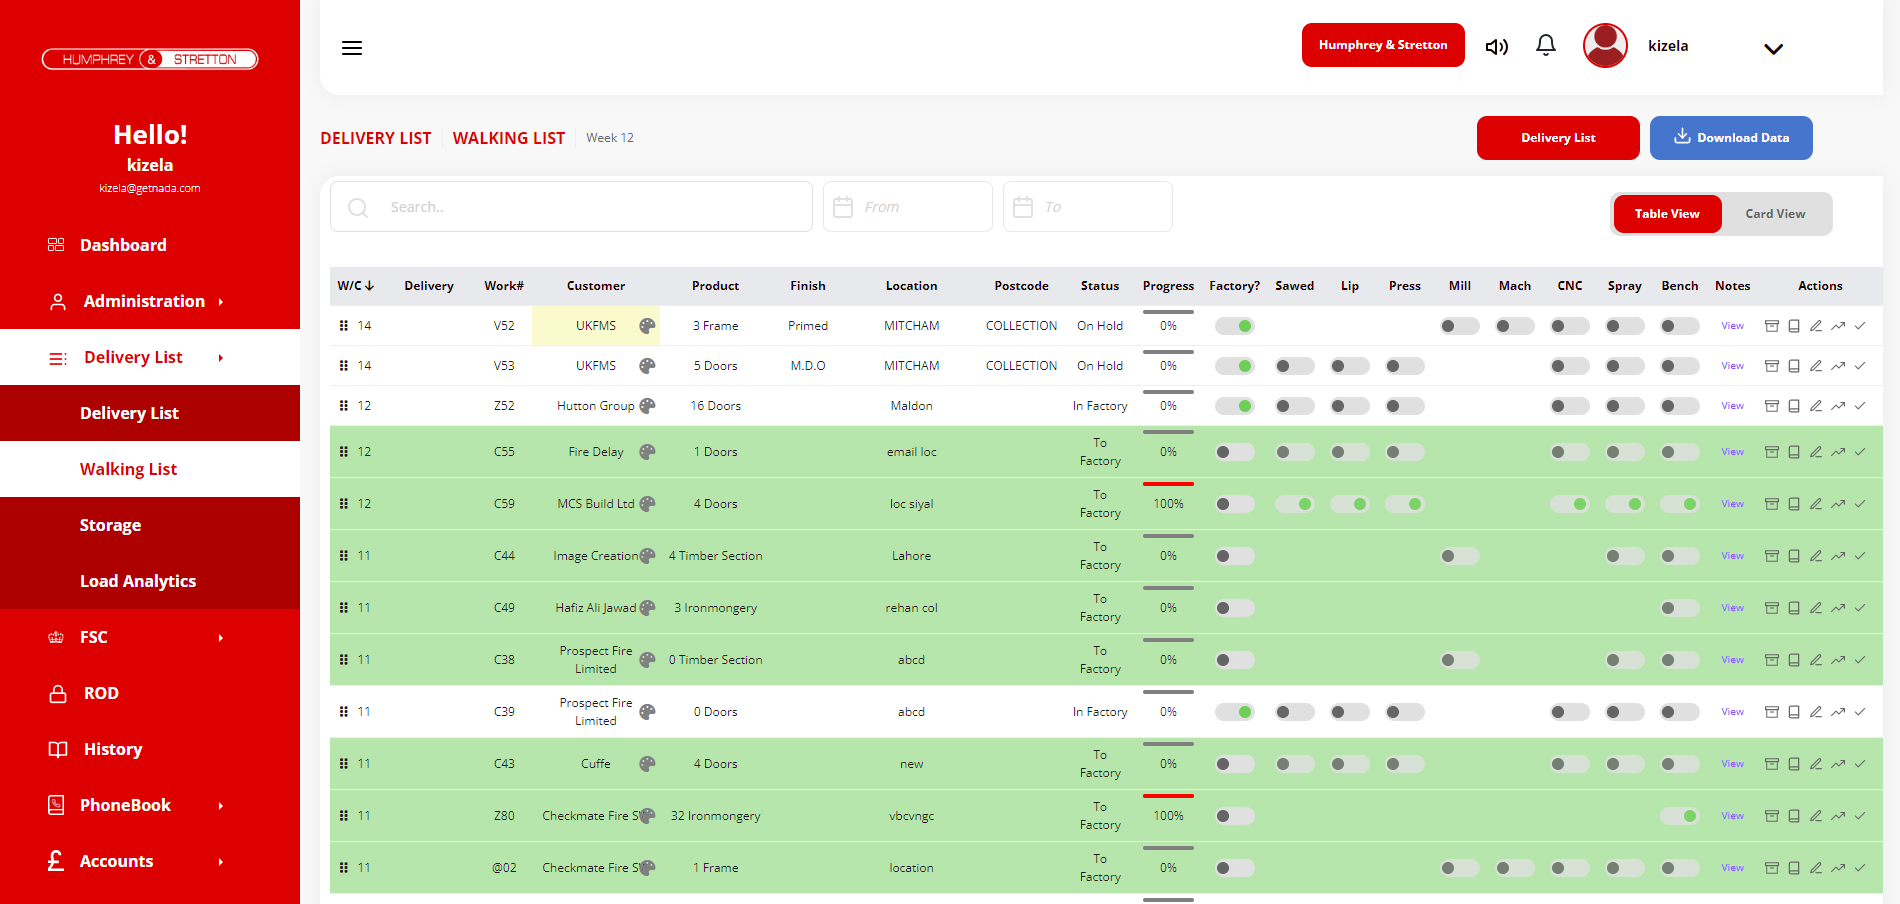 HUMPHREY & STRETTON
Hello!
kizela
kizela@getnada.com
Dashboard
Administration
Delivery List
Delivery List
Walking List
Storage
Load Analytics
FSC
ROD
History
PhoneBook
Accounts
Humphrey & Stretton
kizela
DELIVERY LIST WALKING LIST Week 12
Delivery List Download Data
Search.. From To
Table View Card View
W/C Delivery Work# Customer Product Finish Location Postcode Status Progress Factory? Sawed Lip Press Mill Mach CNC Spray Bench Notes Actions
14 V52 UKFMS 3 Frame Primed MITCHAM COLLECTION On Hold 0% View
14 V53 UKFMS 5 Doors M.D.O MITCHAM COLLECTION On Hold 0% View
12 Z52 Hutton Group 16 Doors Maldon In Factory 0% View
12 C55 Fire Delay 1 Doors email loc To Factory 0% View
12 C59 MCS Build Ltd 4 Doors loc siyal To Factory 100% View
11 C44 Image Creation 4 Timber Section Lahore To Factory 0% View
11 C49 Hafiz Ali Jawad 3 Ironmongery rehan col To Factory 0% View
11 C38 Prospect Fire Limited 0 Timber Section abcd To Factory 0% View
11 C39 Prospect Fire Limited 0 Doors abcd In Factory 0% View
11 C43 Cuffe 4 Doors new To Factory 0% View
11 Z80 Checkmate Fire 32 Ironmongery vbcvngc To Factory 100% View
11 @02 Checkmate Fire 1 Frame location To Factory 0% View